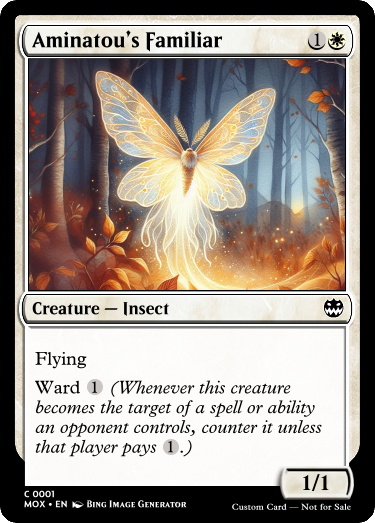 Aminatou's Familiar 1
Creature — Insect
Flying
Ward 1 (Whenever this creature
becomes the target of a spell or ability
an opponent controls, counter it unless
that player pays 1.)
1/1
C 0001
MOX • EN Bing Image Generator
Custom Card — Not for Sale